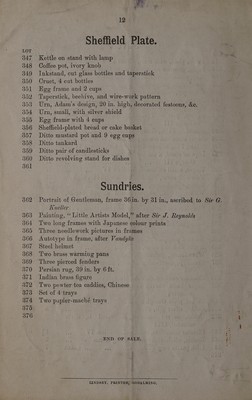 12
Sheffield Plate.
LOT
347 Kettle on stand with lamp
348 Coffee pot, ivory knob
349 Inkstand, cut glass bottles and taperstick
350 Cruet, 4 cut bottles
351 Egg frame and 2 cups
352 Taperstick, beehive, and wire-work pattern
353 Urn, Adam's design, 20 in. high, decorated festoons, &c.
354 Urn, small, with silver shield
355 Egg frame with 4 cups
356 Sheffield-plated bread or cake basket
357 Ditto mustard pot and 9 egg cups
358 Ditto tankard
359 Ditto pair of candlesticks
360 Ditto revolving stand for dishes
361
Sundries.
362 Portrait of Gentleman, frame 36in. by 31 in., ascribed to Sir G. Kneller
363 Painting, "Little Artists Model," after Sir J. Reynolds
364 Two long frames with Japanese colour prints
365 Three needlework pictures in frames
366 Autotype in frame, after Vandyke
367 Steel helmet
368 Two brass warming pans
369 Three pierced fenders
370 Persian rug, 39 in. by 6 ft.
371 Indian brass figure
372 Two pewter tea caddies, Chinese
373 Set of 4 trays
374 Two papier-maché trays
375
376
END OF SALE.
PRINTER, GODALMING.